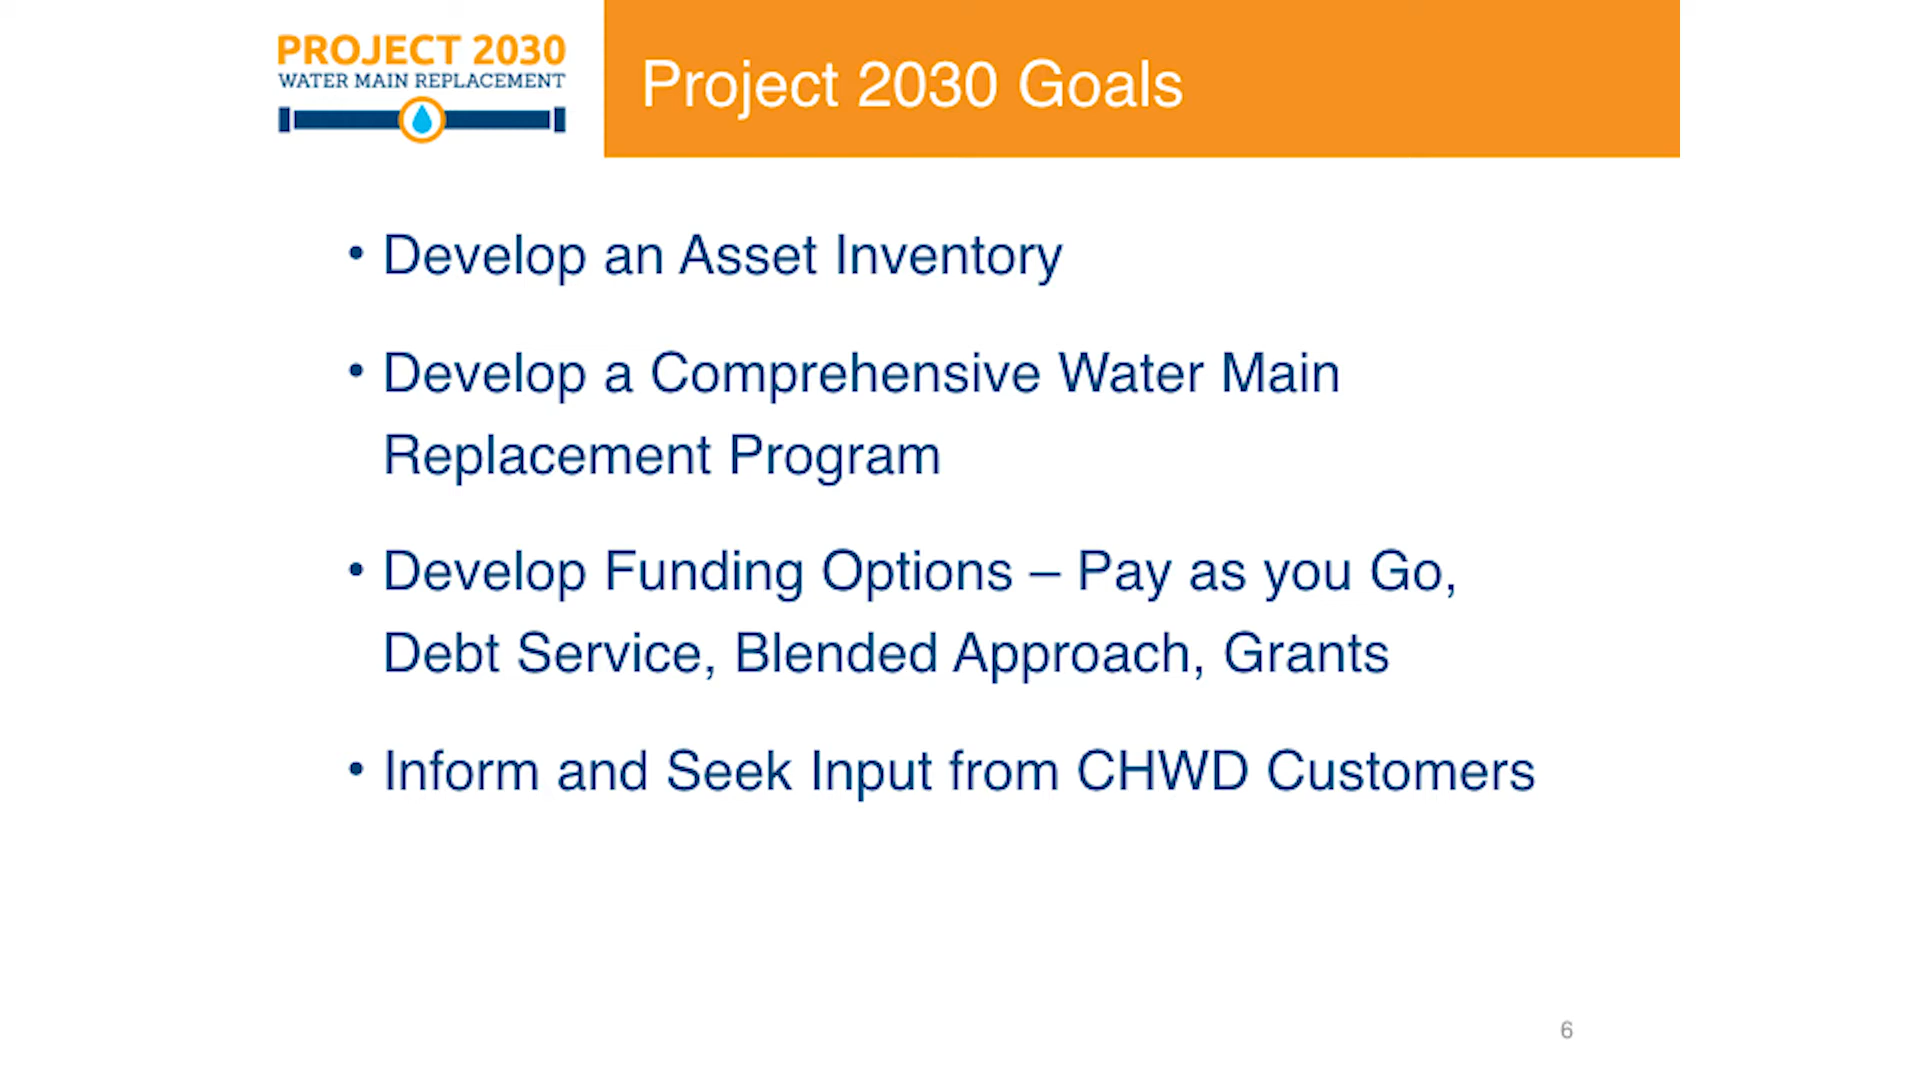 PROJECT 2030
WATER MAIN REPLACEMENT
Project 2030 Goals
• Develop an Asset Inventory
• Develop a Comprehensive Water Main
Replacement Program
• Develop Funding Options – Pay as you Go,
Debt Service, Blended Approach, Grants
• Inform and Seek Input from CHWD Customers
6